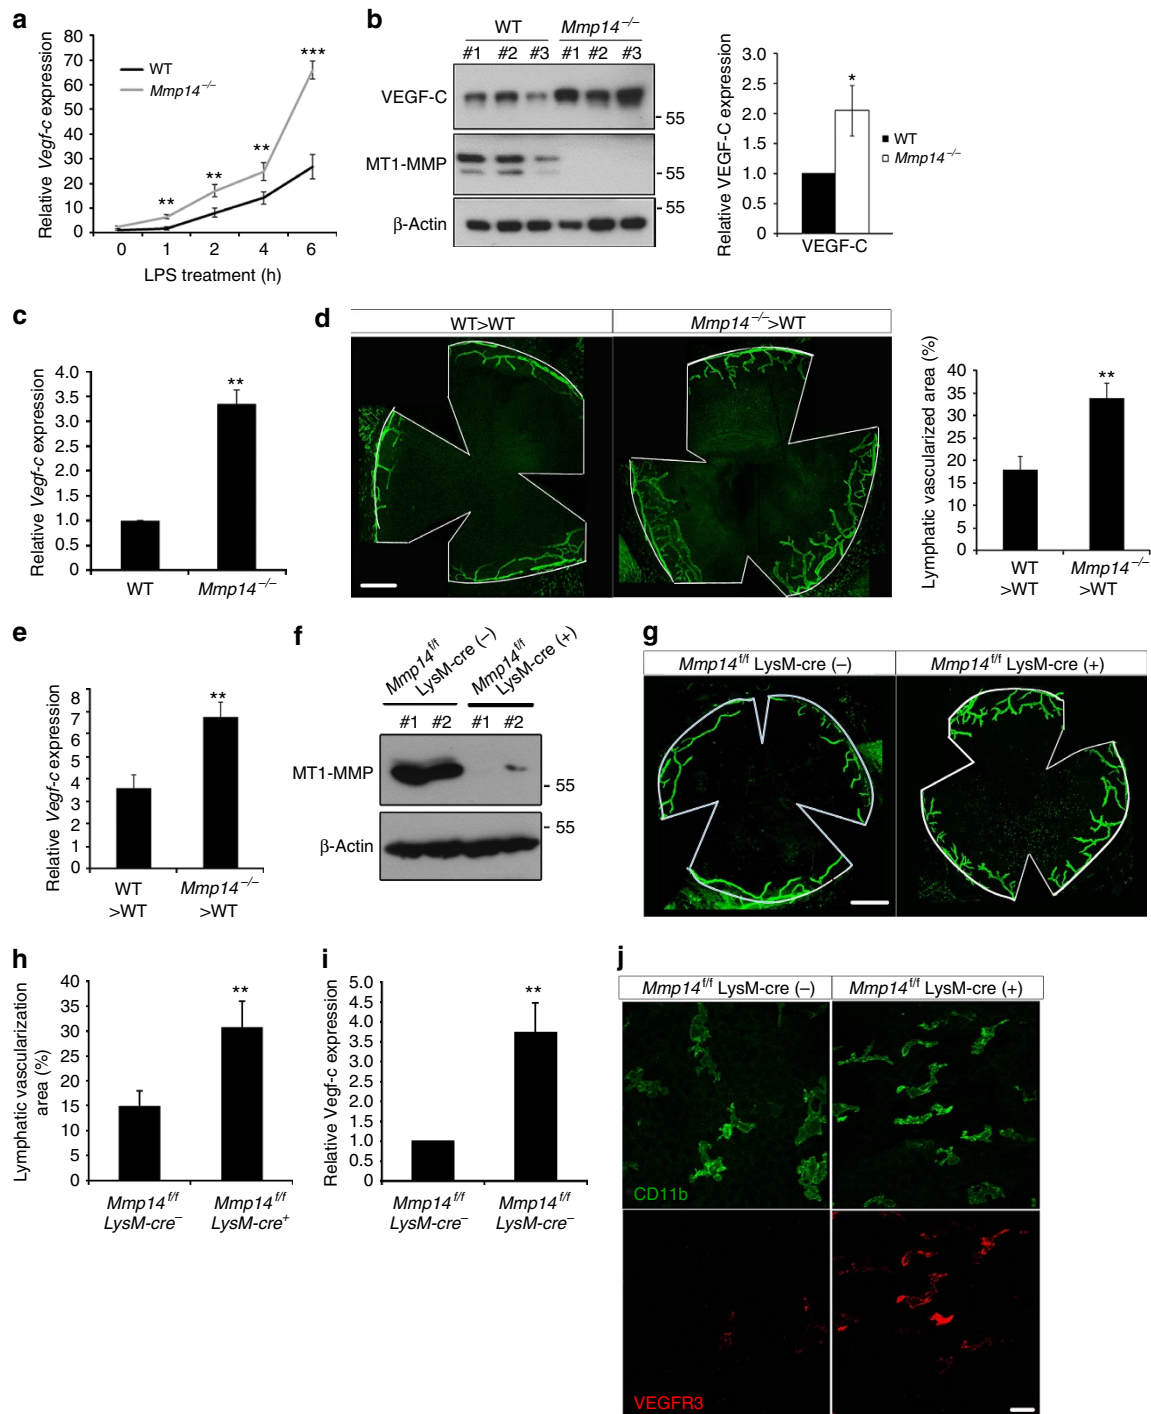 a
Relative Vegf-c expression
80
70
60
50
40
30
20
10
0
WT
Mmp14⁻/⁻
**
**
**
***
0 1 2 4 6
LPS treatment (h)
b
WT Mmp14⁻/⁻
#1 #2 #3 #1 #2 #3
VEGF-C
- 55
MT1-MMP
- 55
- 55
β-Actin
Relative VEGF-C expression
3.0
2.5
2.0
1.5
1.0
0.5
0
*
WT
Mmp14⁻/⁻
VEGF-C
c
Relative Vegf-c expression
4.0
3.5
3.0
2.5
2.0
1.5
1.0
0.5
0
**
WT Mmp14⁻/⁻
d
WT>WT Mmp14⁻/⁻>WT
Lymphatic vascularized area (%)
40
35
30
25
20
15
10
5
0
**
WT Mmp14⁻/⁻
>WT >WT
e
Relative Vegf-c expression
8
7
6
5
4
3
2
1
0
**
WT Mmp14⁻/⁻
>WT >WT
f
Mmp14f/f
LysM-cre (–)
Mmp14f/f
LysM-cre (+)
#1 #2 #1 #2
MT1-MMP
- 55
- 55
β-Actin
g
Mmp14f/f LysM-cre (–) Mmp14f/f LysM-cre (+)
h
Lymphatic vascularization
area (%)
40
35
30
25
20
15
10
5
0
**
Mmp14f/f Mmp14f/f
LysM-cre⁻ LysM-cre⁺
i
Relative Vegf-c expression
5.0
4.5
4.0
3.5
3.0
2.5
2.0
1.5
1.0
0.5
0
**
Mmp14f/f Mmp14f/f
LysM-cre⁻ LysM-cre⁻
j
Mmp14f/f LysM-cre (–) Mmp14f/f LysM-cre (+)
CD11b
VEGFR3